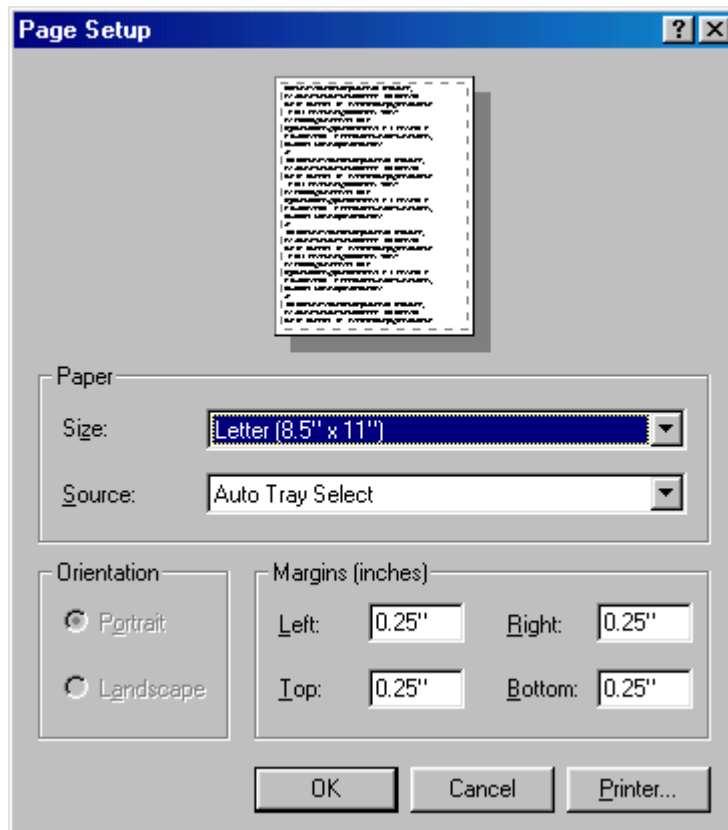 Page Setup
Paper
Size: Letter (8.5" x 11")
Source: Auto Tray Select
Orientation
Portrait
Landscape
Margins (inches)
Left: 0.25" Right: 0.25"
Top: 0.25" Bottom: 0.25"
OK Cancel Printer...